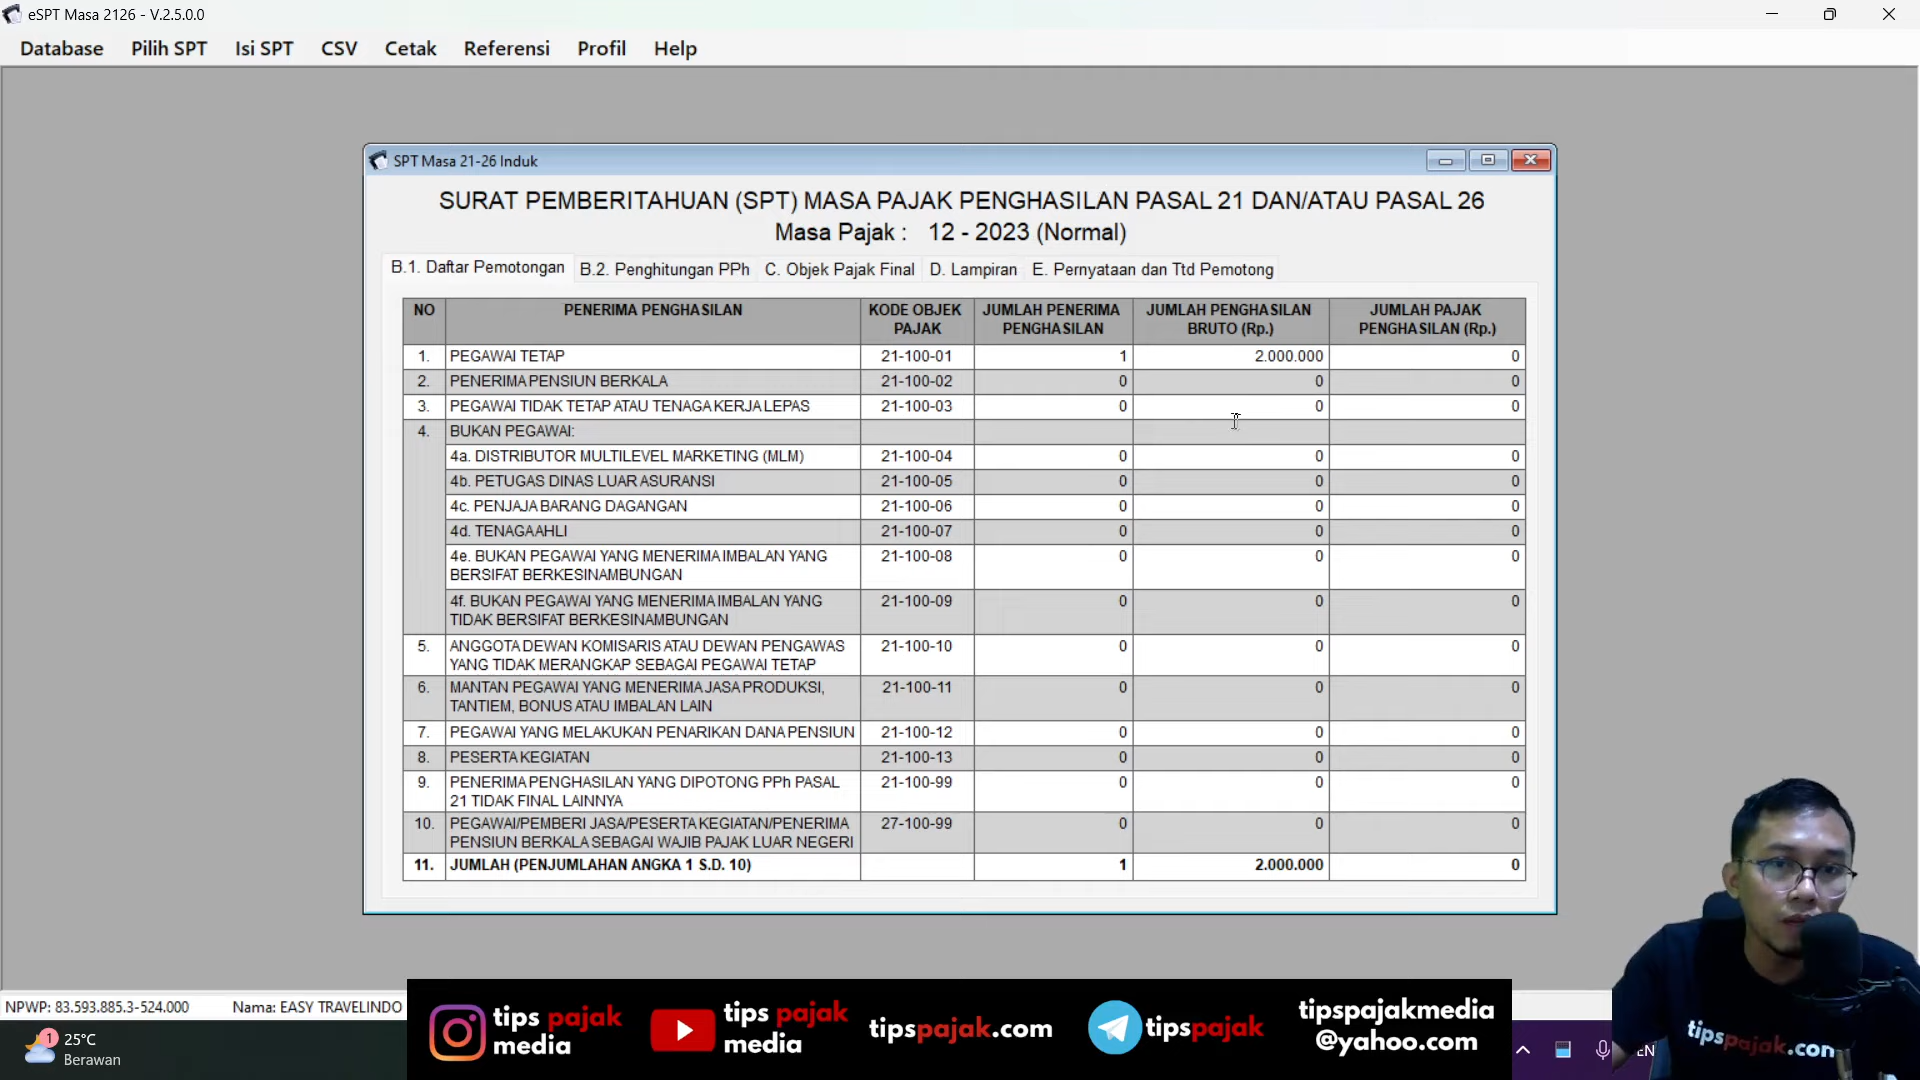 eSPT Masa 2126 - V.2.5.0.0
Database Pilih SPT Isi SPT CSV Cetak Referensi Profil Help
SPT Masa 21-26 Induk
SURAT PEMBERITAHUAN (SPT) MASA PAJAK PENGHASILAN PASAL 21 DAN/ATAU PASAL 26
Masa Pajak : 12 - 2023 (Normal)
B.1. Daftar Pemotongan B.2. Penghitungan PPh C. Objek Pajak Final D. Lampiran E. Pernyataan dan Ttd Pemotong
NO PENERIMA PENGHASILAN KODE OBJEK PAJAK JUMLAH PENERIMA PENGHASILAN JUMLAH PENGHASILAN BRUTO (Rp.) JUMLAH PAJAK PENGHASILAN (Rp.)
1. PEGAWAI TETAP 21-100-01 1 2.000.000 0
2. PENERIMA PENSIUN BERKALA 21-100-02 0 0 0
3. PEGAWAI TIDAK TETAP ATAU TENAGA KERJA LEPAS 21-100-03 0 0 0
4. BUKAN PEGAWAI:
4a. DISTRIBUTOR MULTILEVEL MARKETING (MLM) 21-100-04 0 0 0
4b. PETUGAS DINAS LUAR ASURANSI 21-100-05 0 0 0
4c. PENJAJA BARANG DAGANGAN 21-100-06 0 0 0
4d. TENAGA AHLI 21-100-07 0 0 0
4e. BUKAN PEGAWAI YANG MENERIMA IMBALAN YANG BERSIFAT BERKESINAMBUNGAN 21-100-08 0 0 0
4f. BUKAN PEGAWAI YANG MENERIMA IMBALAN YANG TIDAK BERSIFAT BERKESINAMBUNGAN 21-100-09 0 0 0
5. ANGGOTA DEWAN KOMISARIS ATAU DEWAN PENGAWAS YANG TIDAK MERANGKAP SEBAGAI PEGAWAI TETAP 21-100-10 0 0 0
6. MANTAN PEGAWAI YANG MENERIMA JASA PRODUKSI, TANTIEM, BONUS ATAU IMBALAN LAIN 21-100-11 0 0 0
7. PEGAWAI YANG MELAKUKAN PENARIKAN DANA PENSIUN 21-100-12 0 0 0
8. PESERTA KEGIATAN 21-100-13 0 0 0
9. PENERIMA PENGHASILAN YANG DIPOTONG PPh PASAL 21 TIDAK FINAL LAINNYA 21-100-99 0 0 0
10. PEGAWAI/PEMBERI JASA/PESERTA KEGIATAN/PENERIMA PENSIUN BERKALA SEBAGAI WAJIB PAJAK LUAR NEGERI 27-100-99 0 0 0
11. JUMLAH (PENJUMLAHAN ANGKA 1 S.D. 10) 1 2.000.000 0
NPWP: 83.593.885.3-524.000 Nama: EASY TRAVELINDO
1 25°C
Berawan
tips pajak media
tips pajak media
tipspajak.com
tipspajak
tipspajakmedia
@yahoo.com
EN
tipspajak.com